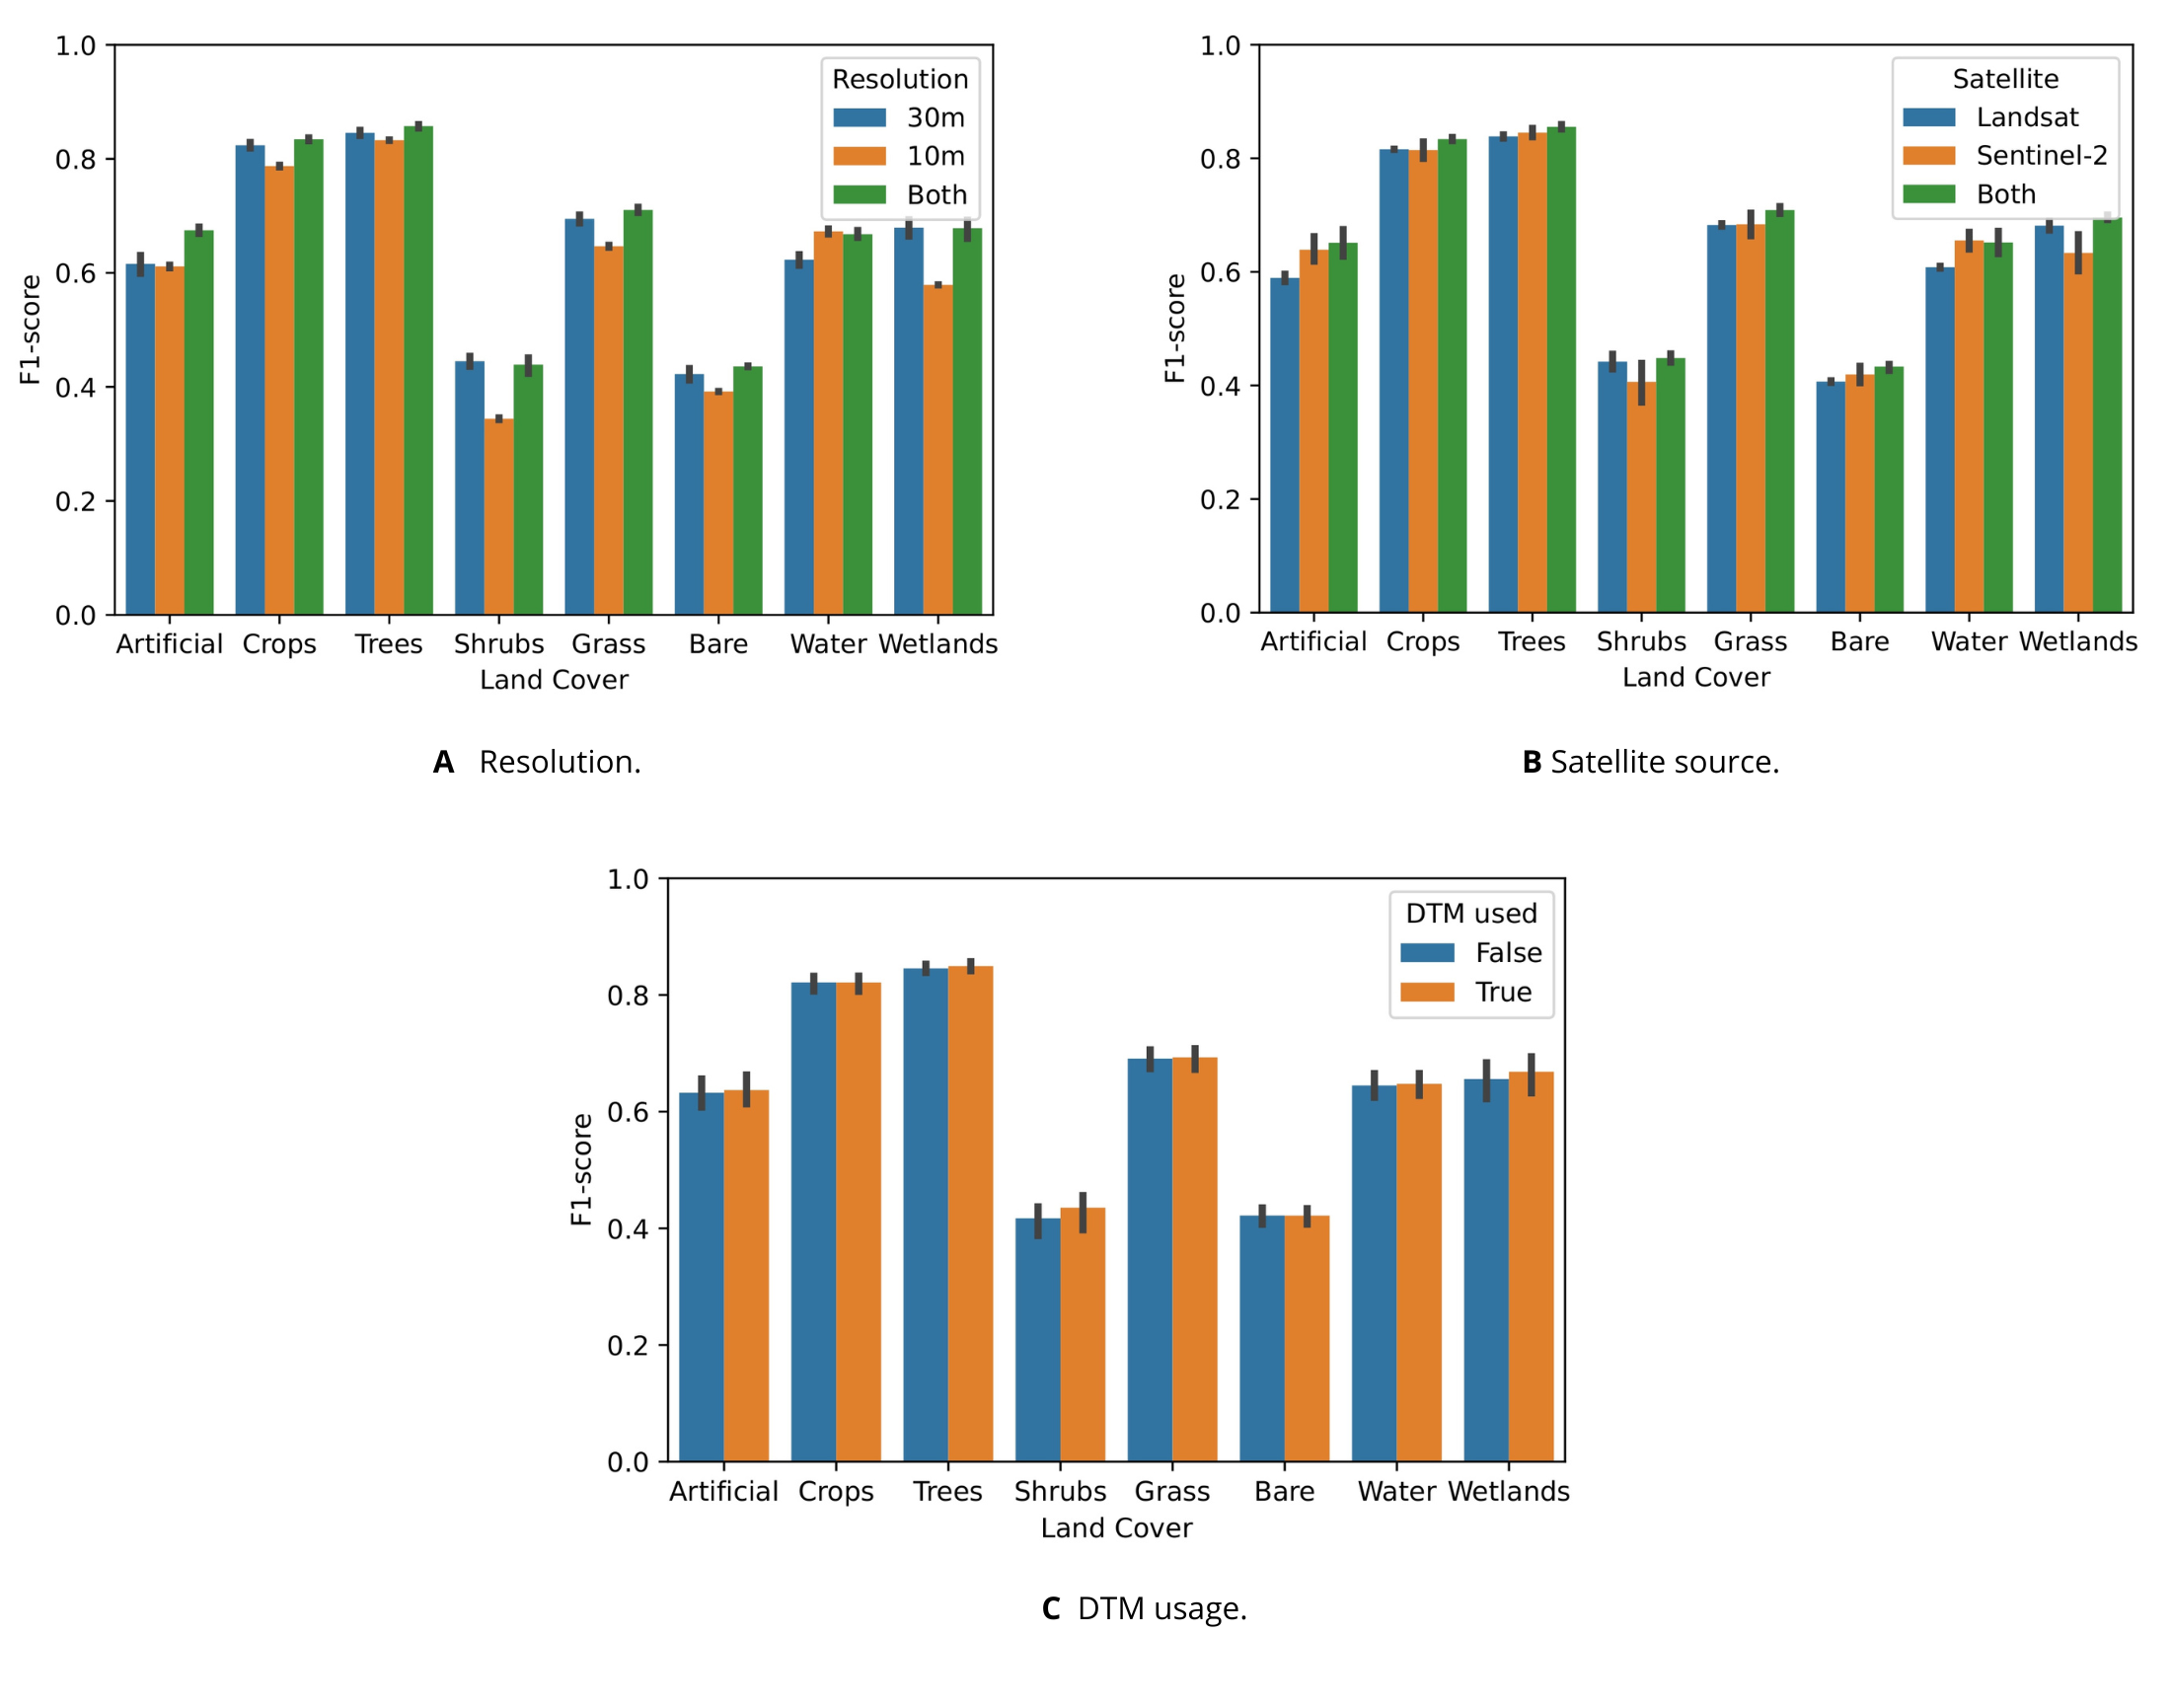 1.0
0.8
0.6
0.4
0.2
0.0
F1-score
Resolution
30m
10m
Both
Artificial Crops Trees Shrubs Grass Bare Water Wetlands
Land Cover
A Resolution.
1.0
0.8
0.6
0.4
0.2
0.0
F1-score
Satellite
Landsat
Sentinel-2
Both
Artificial Crops Trees Shrubs Grass Bare Water Wetlands
Land Cover
B Satellite source.
1.0
0.8
0.6
0.4
0.2
0.0
F1-score
DTM used
False
True
Artificial Crops Trees Shrubs Grass Bare Water Wetlands
Land Cover
C DTM usage.